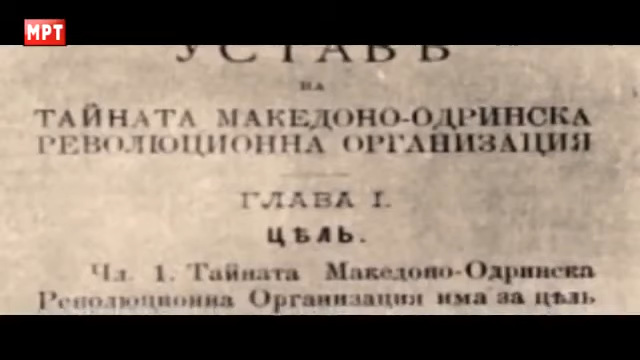 МРТ
УСТАВЪ
на
ТАЙНАТА МАКЕДОНО-ОДРИНСКА
РЕВОЛЮЦИОННА ОРГАНИЗАЦИЯ
ГЛАВА I.
ЦѢЛЬ.
Чл. 1. Тайната Македоно-Одринска
Революционна Организация има за цѣль